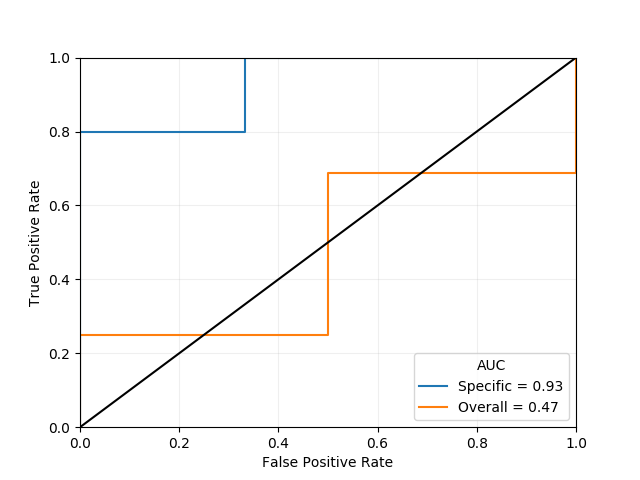 1.0
0.8
0.6
0.4
0.2
0.0
True Positive Rate
AUC
Specific = 0.93
Overall = 0.47
0.0 0.2 0.4 0.6 0.8 1.0
False Positive Rate